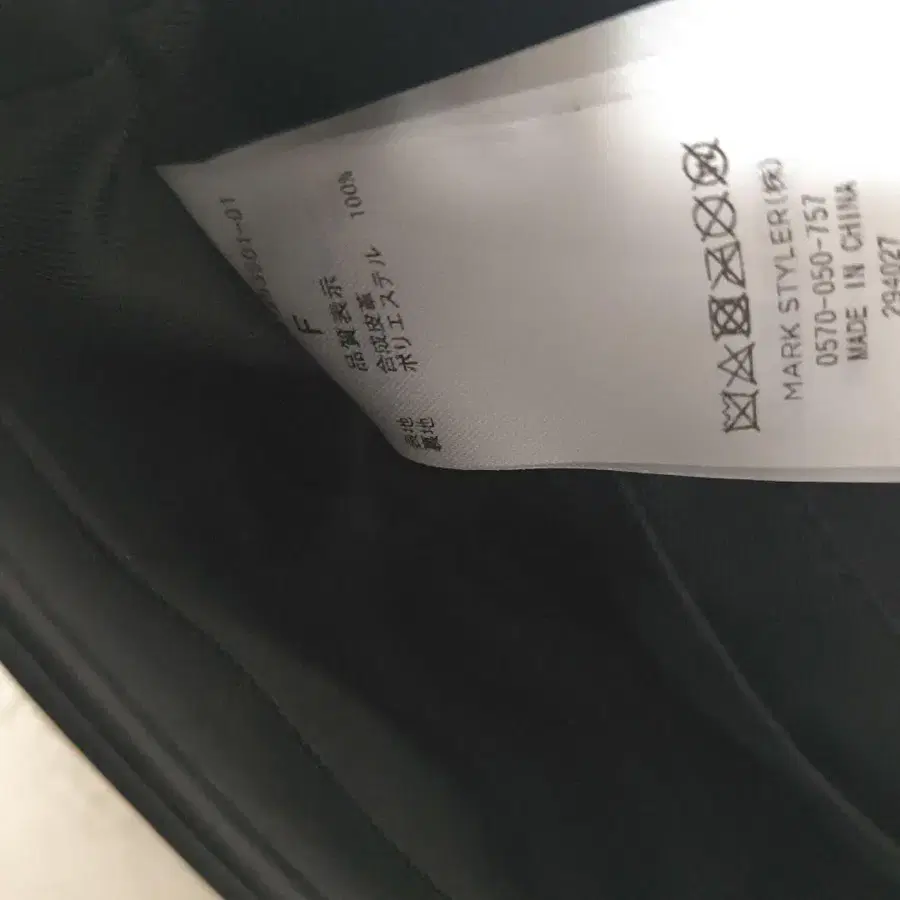 F
品質表示
表地 合成皮革
裏地 ポリエステル 100%
MARK STYLER(株)
0570-050-757
MADE IN CHINA
294027